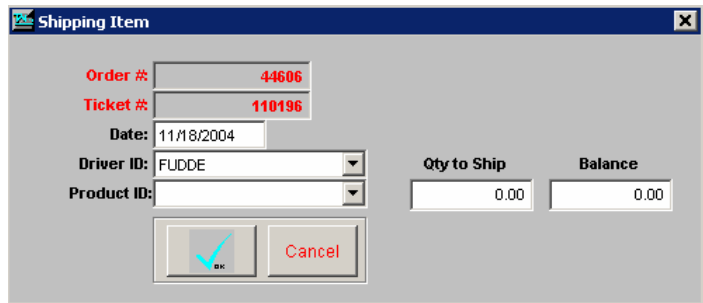 Shipping Item
Order #: 44606
Ticket #: 110196
Date: 11/18/2004
Driver ID: FUDDE
Qty to Ship Balance
Product ID: 0.00 0.00
OK Cancel